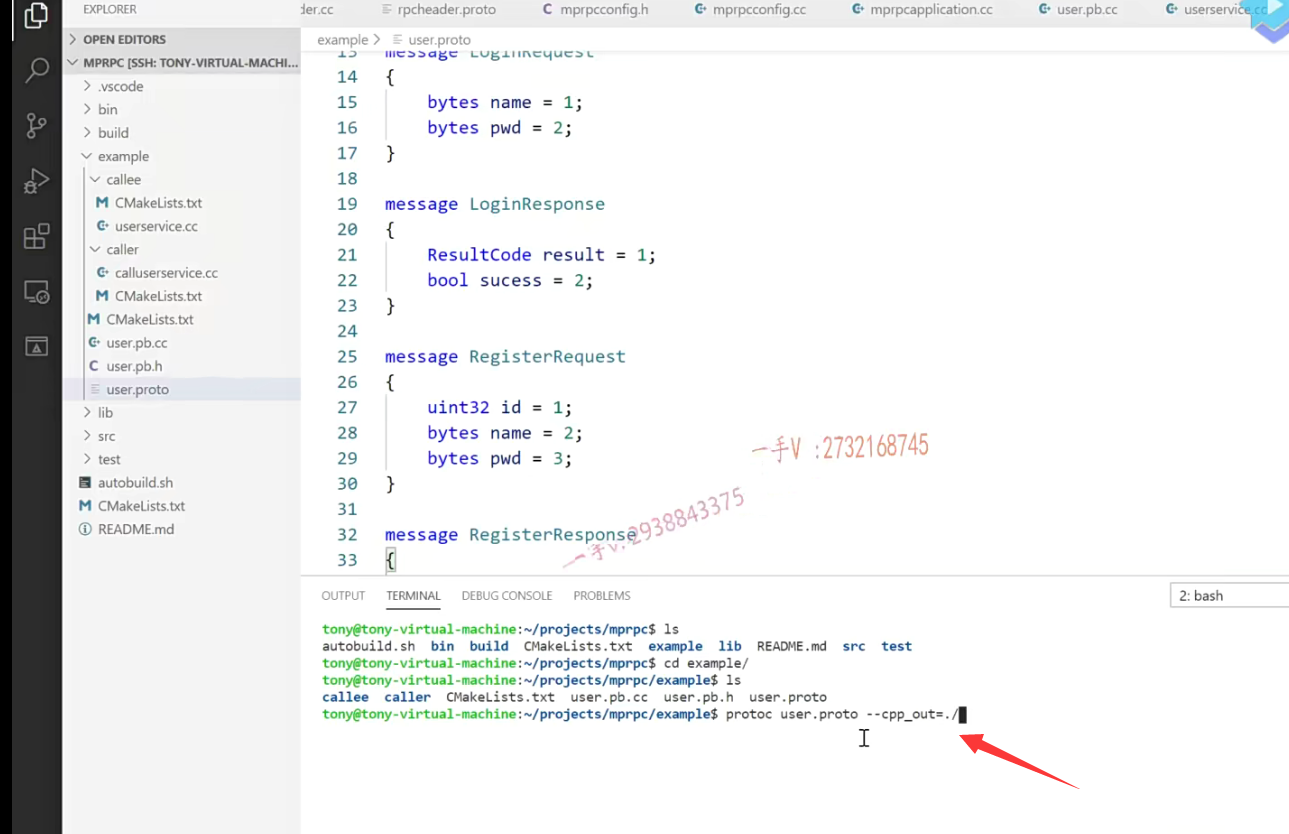 EXPLORER
der.cc rpcheader.proto mprpcconfig.h mprpcconfig.cc mprpcapplication.cc user.pb.cc userservice.cc
OPEN EDITORS
MPRPC [SSH: TONY-VIRTUAL-MACHI...
.vscode
bin
build
example
callee
CMakeLists.txt
userservice.cc
caller
calluserservice.cc
CMakeLists.txt
CMakeLists.txt
user.pb.cc
user.pb.h
user.proto
lib
src
test
autobuild.sh
CMakeLists.txt
README.md
example > user.proto
13 message LoginRequest
14 {
15 bytes name = 1;
16 bytes pwd = 2;
17 }
18
19 message LoginResponse
20 {
21 ResultCode result = 1;
22 bool sucess = 2;
23 }
24
25 message RegisterRequest
26 {
27 uint32 id = 1;
28 bytes name = 2;
29 bytes pwd = 3;
30 }
31
32 message RegisterResponse
33 {
一手V :2732168745
一手v:2938843375
OUTPUT TERMINAL DEBUG CONSOLE PROBLEMS 2: bash
tony@tony-virtual-machine:~/projects/mprpc$ ls
autobuild.sh bin build CMakeLists.txt example lib README.md src test
tony@tony-virtual-machine:~/projects/mprpc$ cd example/
tony@tony-virtual-machine:~/projects/mprpc/example$ ls
callee caller CMakeLists.txt user.pb.cc user.pb.h user.proto
tony@tony-virtual-machine:~/projects/mprpc/example$ protoc user.proto --cpp_out=./